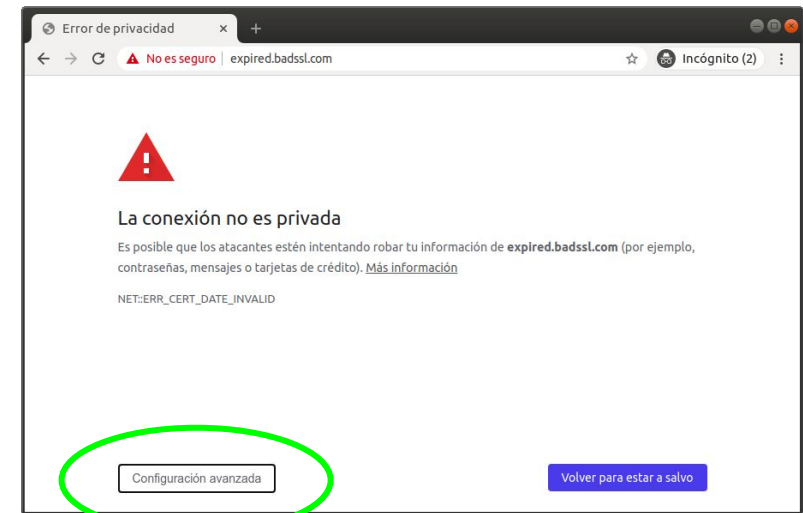 Error de privacidad
No es seguro | expired.badssl.com
Incógnito (2)
La conexión no es privada
Es posible que los atacantes estén intentando robar tu información de expired.badssl.com (por ejemplo,
contraseñas, mensajes o tarjetas de crédito). Más información
NET::ERR_CERT_DATE_INVALID
Configuración avanzada
Volver para estar a salvo